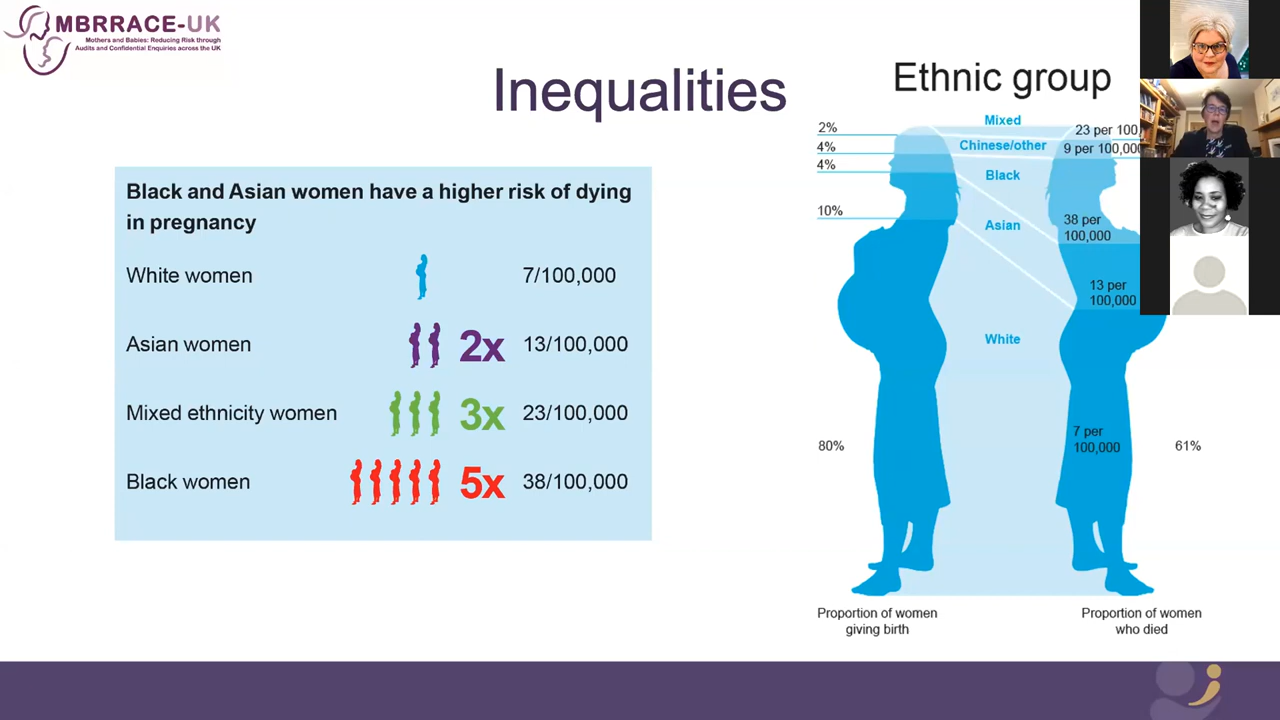 MBRRACE-UK
Mothers and Babies: Reducing Risk through
Audits and Confidential Enquiries across the UK
Inequalities
Black and Asian women have a higher risk of dying
in pregnancy
White women 7/100,000
Asian women 2x 13/100,000
Mixed ethnicity women 3x 23/100,000
Black women 5x 38/100,000
Ethnic group
2% Mixed 23 per 100,
4% Chinese/other 9 per 100,000
4% Black
10% Asian 38 per
100,000
13 per
100,000
White
80% 7 per 61%
100,000
Proportion of women
giving birth
Proportion of women
who died